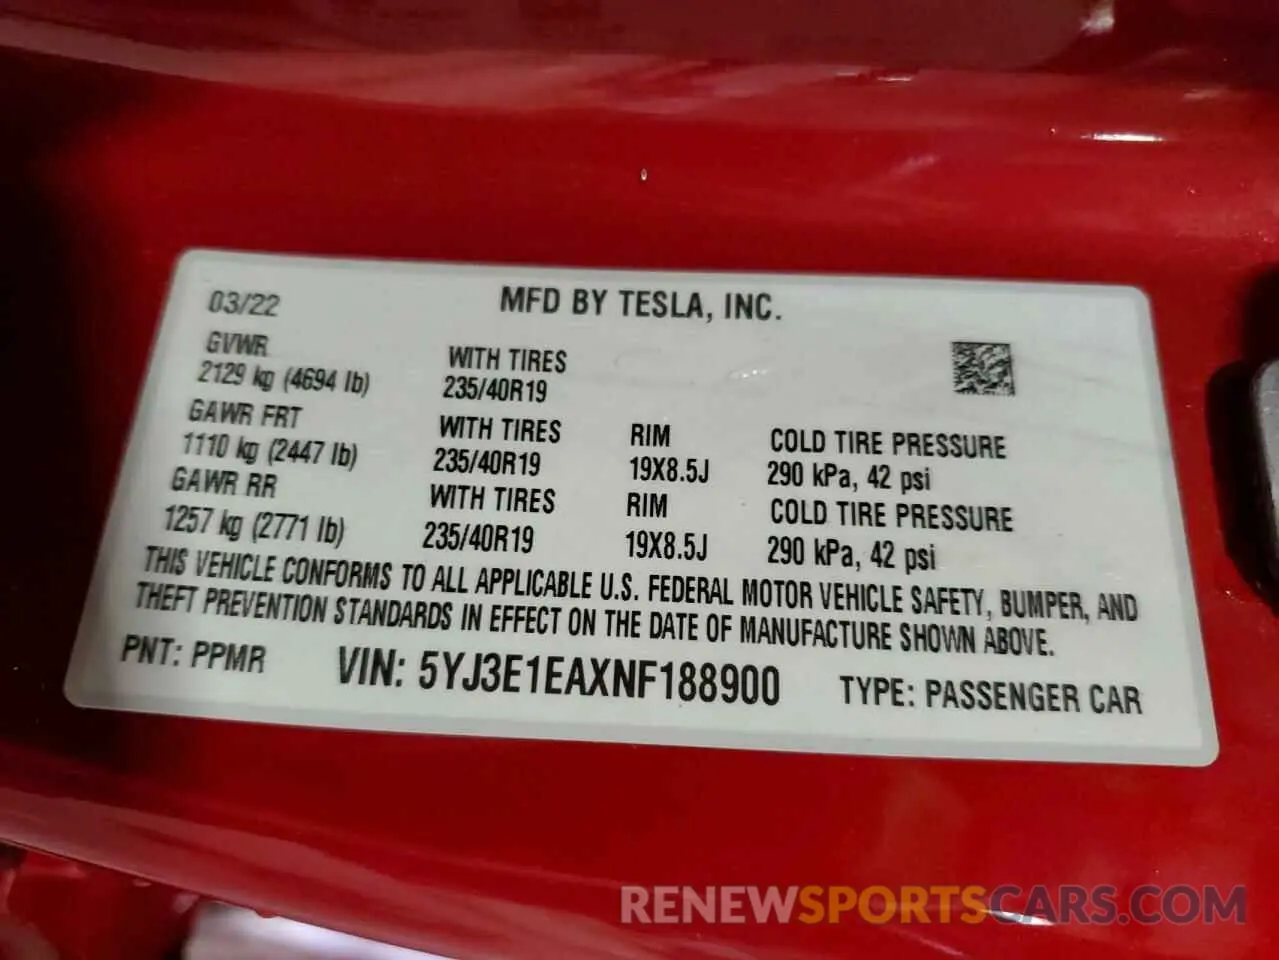 03/22 MFD BY TESLA, INC.
GVWR
2129 kg (4694 lb) WITH TIRES
235/40R19
GAWR FRT
1110 kg (2447 lb) WITH TIRES
235/40R19 RIM
19X8.5J COLD TIRE PRESSURE
290 kPa, 42 psi
GAWR RR
1257 kg (2771 lb) WITH TIRES
235/40R19 RIM
19X8.5J COLD TIRE PRESSURE
290 kPa, 42 psi
THIS VEHICLE CONFORMS TO ALL APPLICABLE U.S. FEDERAL MOTOR VEHICLE SAFETY, BUMPER, AND
THEFT PREVENTION STANDARDS IN EFFECT ON THE DATE OF MANUFACTURE SHOWN ABOVE.
PNT: PPMR VIN: 5YJ3E1EAXNF188900 TYPE: PASSENGER CAR
RENEWSPORTSCARS.COM